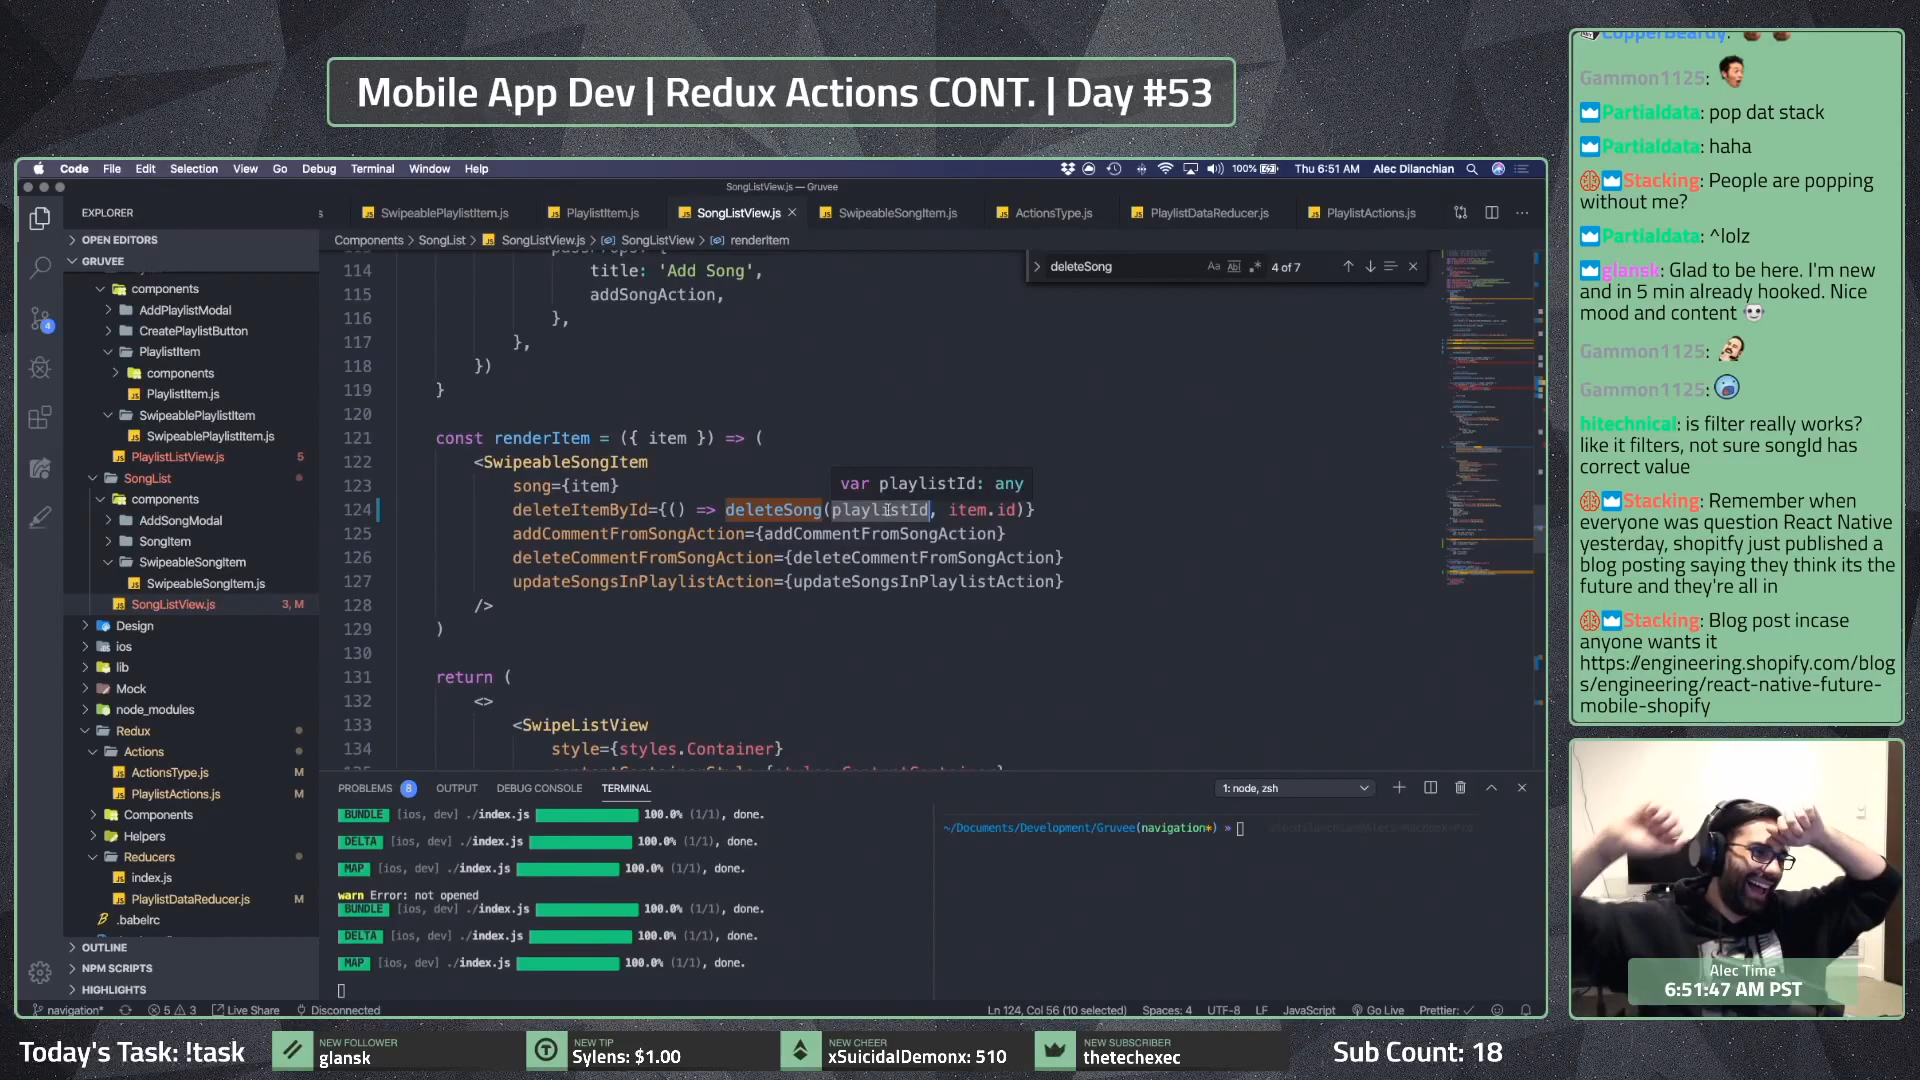 Mobile App Dev | Redux Actions CONT. | Day #53
Code File Edit Selection View Go Debug Terminal Window Help
100% Thu 6:51 AM Alec Dilanchian
SongListView.js — Gruvee
EXPLORER
OPEN EDITORS
GRUVEE
components
AddPlaylistModal
CreatePlaylistButton
PlaylistItem
components
PlaylistItem.js
SwipeablePlaylistItem
SwipeablePlaylistItem.js
PlaylistListView.js 5
SongList
components
AddSongModal
SongItem
SwipeableSongItem
SwipeableSongItem.js
SongListView.js 3, M
Design
ios
lib
Mock
node_modules
Redux
Actions
ActionsType.js M
PlaylistActions.js M
Components
Helpers
Reducers
index.js
PlaylistDataReducer.js M
.babelrc
OUTLINE
NPM SCRIPTS
HIGHLIGHTS
4
SwipeablePlaylistItem.js PlaylistItem.js SongListView.js SwipeableSongItem.js ActionsType.js PlaylistDataReducer.js PlaylistActions.js
Components > SongList > SongListView.js > SongListView > renderItem
deleteSong Aa Abl 4 of 7
114 title: 'Add Song',
115 addSongAction,
116 },
117 },
118 })
119 }
120
121 const renderItem = ({ item }) => (
122 <SwipeableSongItem
var playlistId: any
123 song={item}
124 deleteItemById={() => deleteSong(playlistId, item.id)}
125 addCommentFromSongAction={addCommentFromSongAction}
126 deleteCommentFromSongAction={deleteCommentFromSongAction}
127 updateSongsInPlaylistAction={updateSongsInPlaylistAction}
128 />
129 )
130
131 return (
132 <>
133 <SwipeListView
134 style={styles.Container}
PROBLEMS 8 OUTPUT DEBUG CONSOLE TERMINAL 1: node, zsh
BUNDLE [ios, dev] ./index.js 100.0% (1/1), done.
DELTA [ios, dev] ./index.js 100.0% (1/1), done.
MAP [ios, dev] ./index.js 100.0% (1/1), done.
warn Error: not opened
BUNDLE [ios, dev] ./index.js 100.0% (1/1), done.
DELTA [ios, dev] ./index.js 100.0% (1/1), done.
MAP [ios, dev] ./index.js 100.0% (1/1), done.
~/Documents/Development/Gruvee(navigation*) »
navigation* 5 3 Live Share Disconnected
Ln 124, Col 56 (10 selected) Spaces: 4 UTF-8 LF JavaScript Go Live Prettier: ✓
CopperBeardy:
Gammon1125:
Partialdata: pop dat stack
Partialdata: haha
Stacking: People are popping
without me?
Partialdata: ^lolz
glansk: Glad to be here. I'm new
and in 5 min already hooked. Nice
mood and content
Gammon1125:
Gammon1125:
hitechnical: is filter really works?
like it filters, not sure songId has
correct value
Stacking: Remember when
everyone was question React Native
yesterday, shopitfy just published a
blog posting saying they think its the
future and they're all in
Stacking: Blog post incase
anyone wants it
https://engineering.shopify.com/blog
s/engineering/react-native-future-
mobile-shopify
Alec Time
6:51:47 AM PST
Today's Task: !task
NEW FOLLOWER
glansk
NEW TIP
Sylens: $1.00
NEW CHEER
xSuicidalDemonx: 510
NEW SUBSCRIBER
thetechexec
Sub Count: 18